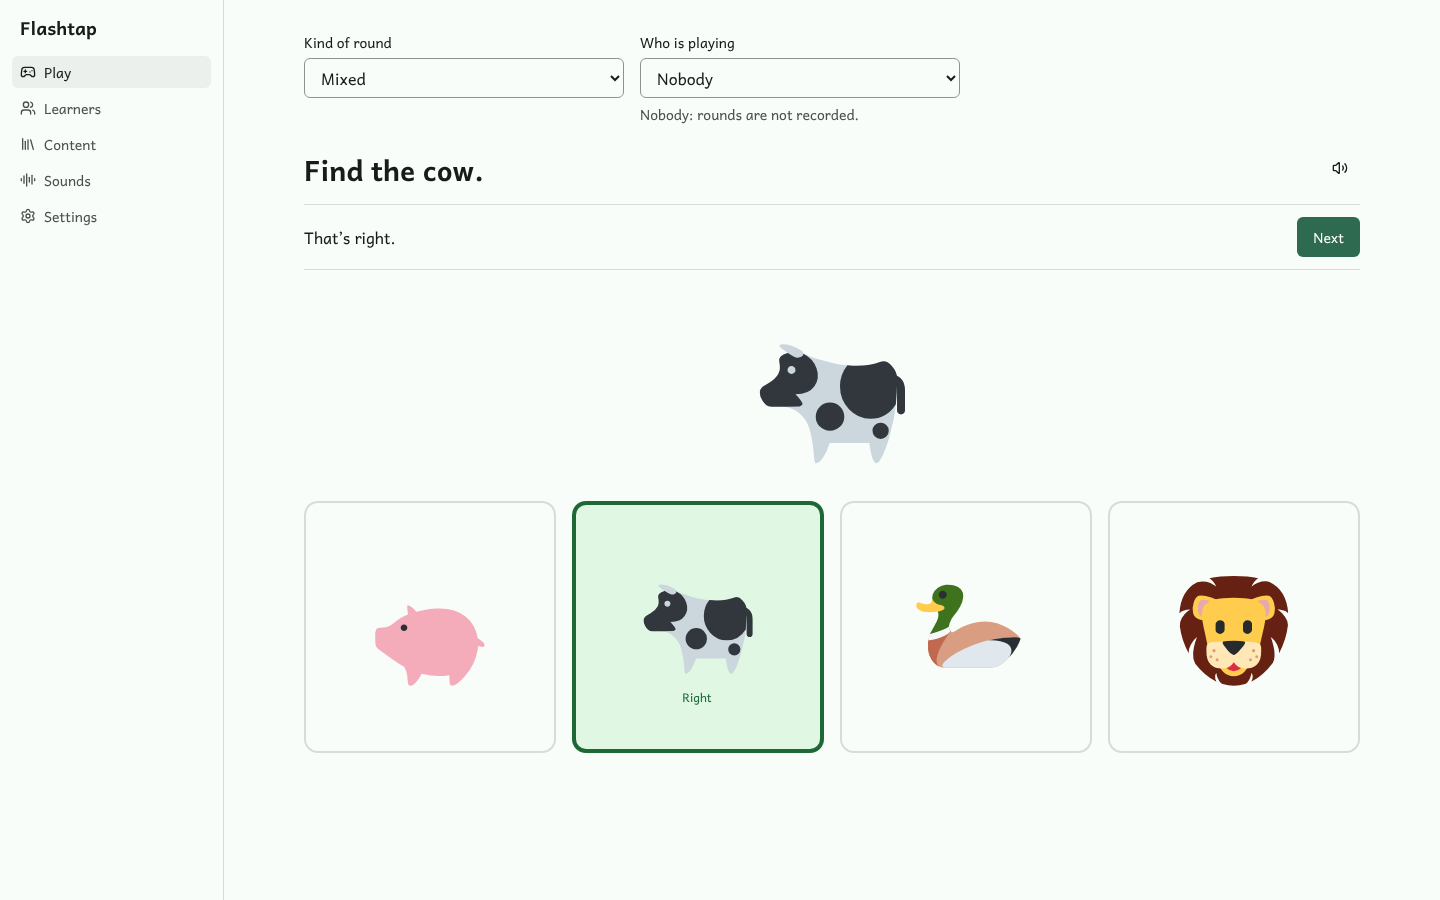 Flashtap
Play
Learners
Content
Sounds
Settings
Kind of round
Mixed
Who is playing
Nobody
Nobody: rounds are not recorded.
Find the cow.
That’s right.
Next
Right